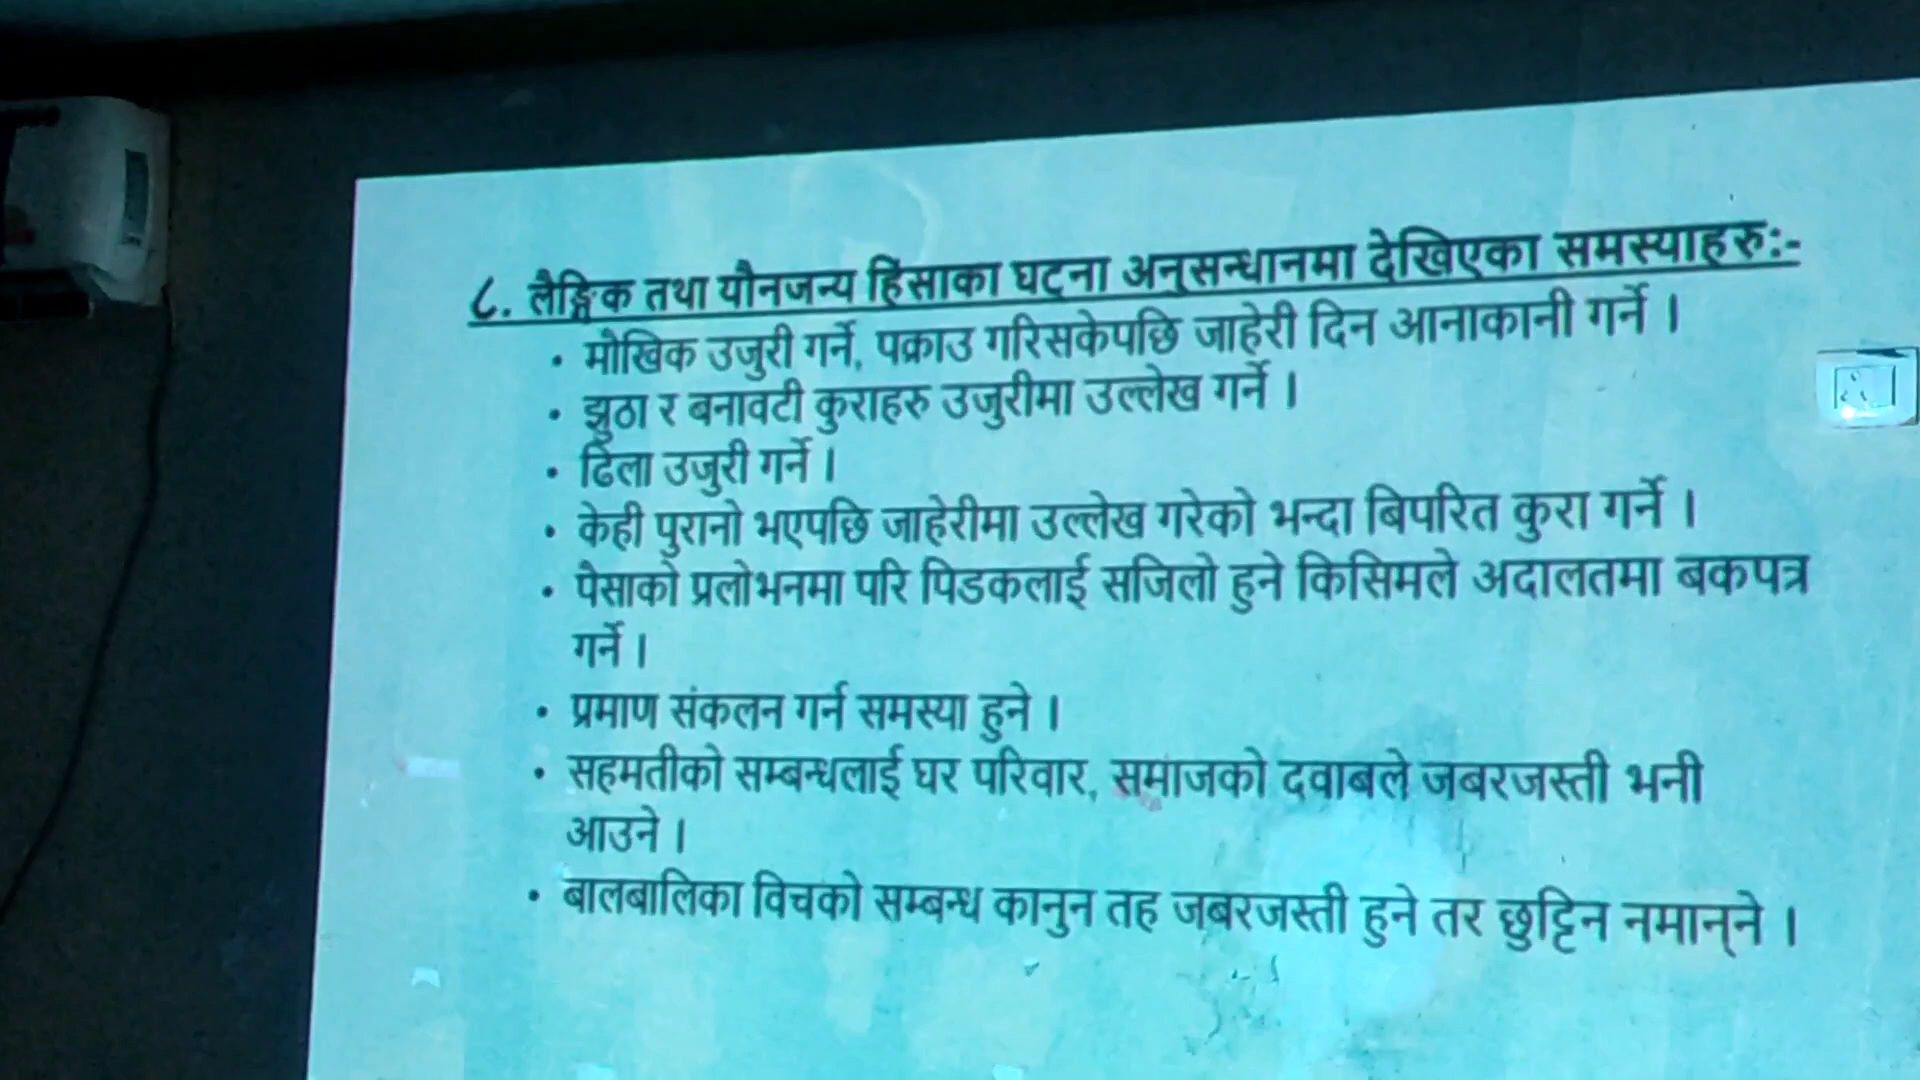 ८. लैङ्गिक तथा यौनजन्य हिंसाका घटना अनुसन्धानमा देखिएका समस्याहरु:-
• मौखिक उजुरी गर्ने, पक्राउ गरिसकेपछि जाहेरी दिन आनाकानी गर्ने ।
• झुठा र बनावटी कुराहरु उजुरीमा उल्लेख गर्ने ।
• ढिला उजुरी गर्ने ।
• केही पुरानो भएपछि जाहेरीमा उल्लेख गरेको भन्दा बिपरित कुरा गर्ने ।
• पैसाको प्रलोभनमा परि पिडकलाई सजिलो हुने किसिमले अदालतमा बकपत्र
गर्ने ।
• प्रमाण संकलन गर्न समस्या हुने ।
• सहमतीको सम्बन्धलाई घर परिवार, समाजको दवाबले जबरजस्ती भनी
आउने ।
• बालबालिका विचको सम्बन्ध कानुन तह जबरजस्ती हुने तर छुट्टिन नमान्‌ने ।